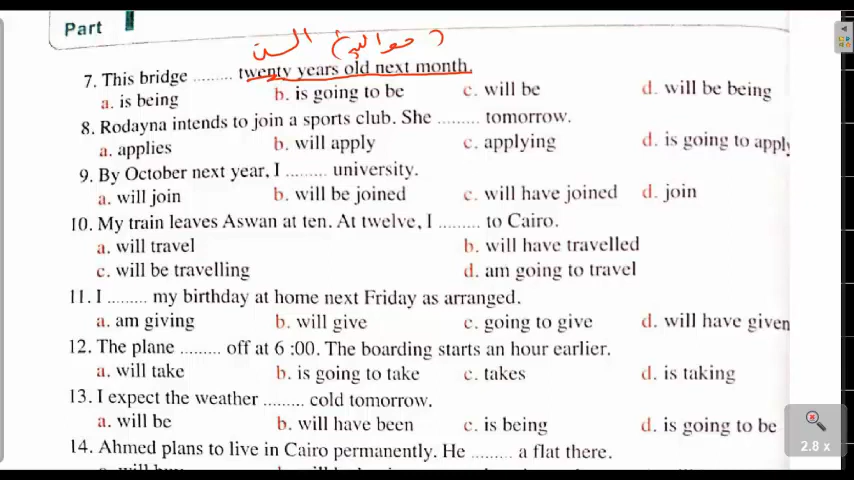 Part 1
السن (مواليد)
7. This bridge ........ twenty years old next month.
a. is being b. is going to be c. will be d. will be being
8. Rodayna intends to join a sports club. She ........ tomorrow.
a. applies b. will apply c. applying d. is going to apply
9. By October next year, I ........ university.
a. will join b. will be joined c. will have joined d. join
10. My train leaves Aswan at ten. At twelve, I ........ to Cairo.
a. will travel b. will have travelled
c. will be travelling d. am going to travel
11. I ........ my birthday at home next Friday as arranged.
a. am giving b. will give c. going to give d. will have given
12. The plane ........ off at 6 :00. The boarding starts an hour earlier.
a. will take b. is going to take c. takes d. is taking
13. I expect the weather ........ cold tomorrow.
a. will be b. will have been c. is being d. is going to be
14. Ahmed plans to live in Cairo permanently. He ........ a flat there.
2.8 x